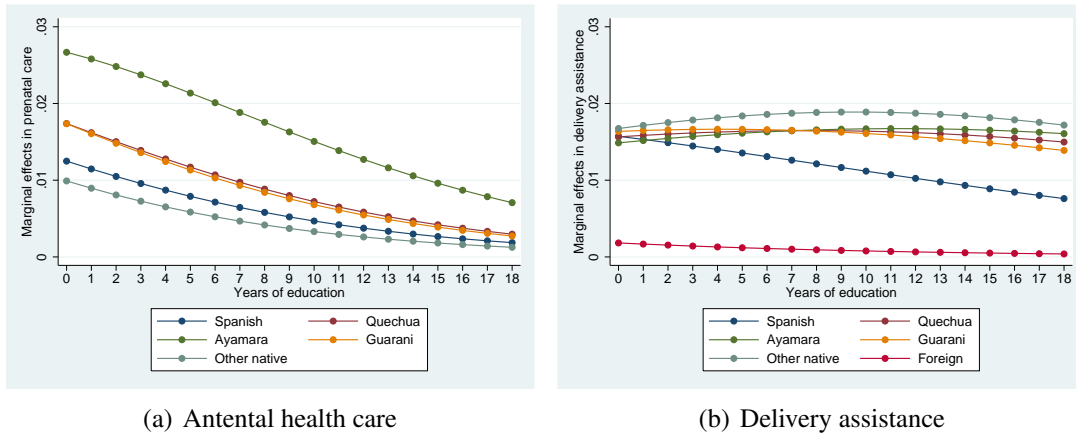 Marginal effects in prenatal care
0 .01 .02 .03
0 1 2 3 4 5 6 7 8 9 10 11 12 13 14 15 16 17 18
Years of education
Spanish Quechua
Ayamara Guarani
Other native
(a) Antental health care
Marginal effects in delivery assistance
0 .01 .02 .03
0 1 2 3 4 5 6 7 8 9 10 11 12 13 14 15 16 17 18
Years of education
Spanish Quechua
Ayamara Guarani
Other native Foreign
(b) Delivery assistance